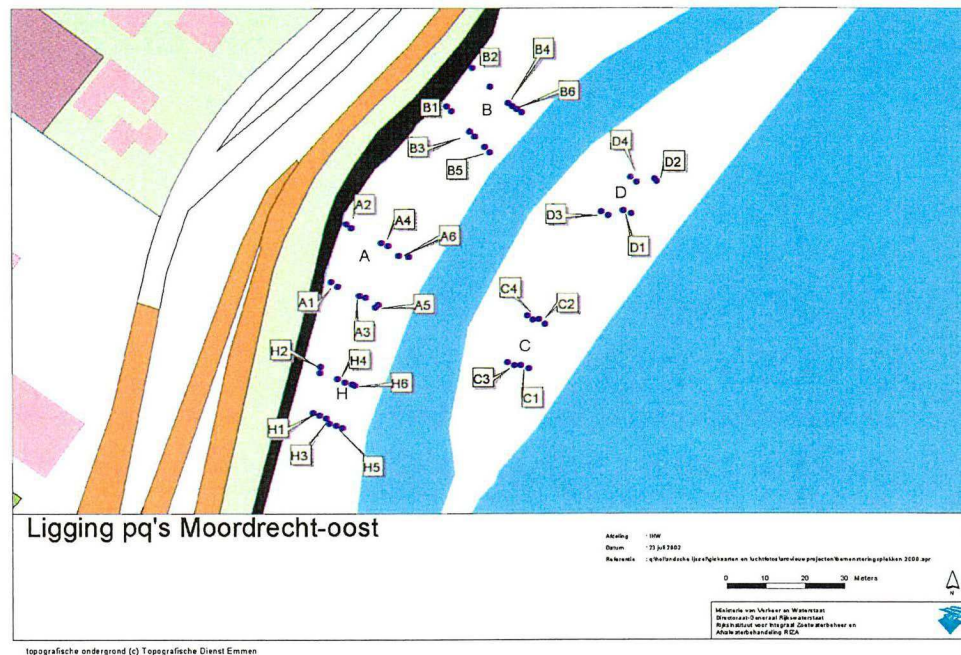 B2
B4
B6
B1
B
B3
B5
D4
D2
D
D3
D1
A2
A4
A6
A
A1
A3
A5
C4
C2
C
C3
C1
H2
H4
H6
H
H1
H3
H5
Ligging pq's Moordrecht-oost
Afdeling : IHW
Datum : 23 juli 2002
Referentie :
0 10 20 30 Meters
N
Ministerie van Verkeer en Waterstaat
Directoraat-Generaal Rijkswaterstaat
Rijksinstituut voor Integraal Zoetwaterbeheer en
Afvalwaterbehandeling RIZA
topografische ondergrond (c) Topografische Dienst Emmen